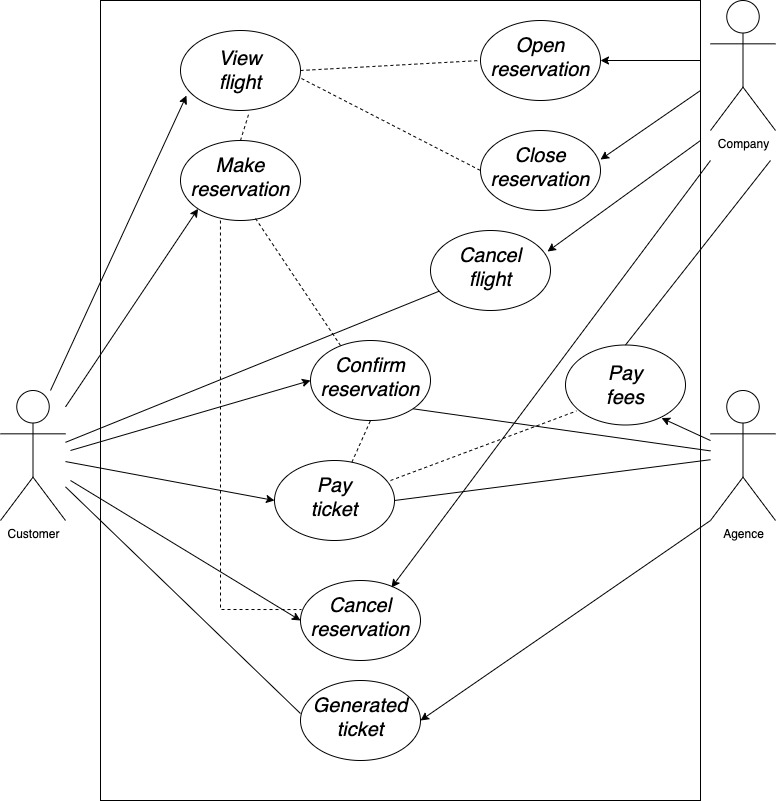 View
flight
Open
reservation
Company
Make
reservation
Close
reservation
Cancel
flight
Confirm
reservation
Pay
fees
Customer
Agence
Pay
ticket
Cancel
reservation
Generated
ticket